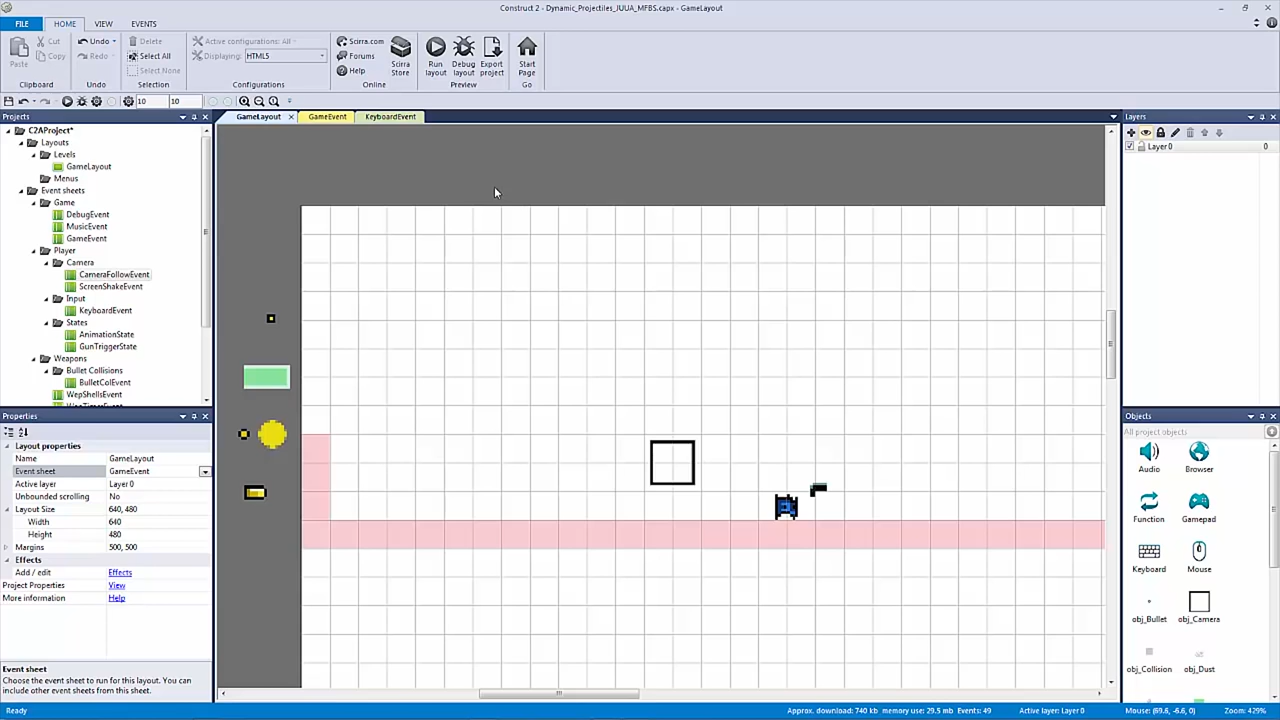 Construct 2 - Dynamic_Projectiles_JUUA_MFBS.capx - GameLayout
FILE HOME VIEW EVENTS
Paste Cut Copy Clipboard
Undo Redo Undo
Delete Select All Select None Selection
Active configurations: All Displaying: HTML5 Configurations
Scirra.com Forums Help Scirra Store Online
Run layout Debug layout Export project Preview
Start Page Go
10 10
Projects
C2AProject*
Layouts
Levels
GameLayout
Menus
Event sheets
Game
DebugEvent
MusicEvent
GameEvent
Player
Camera
CameraFollowEvent
ScreenShakeEvent
Input
KeyboardEvent
States
AnimationState
GunTriggerState
Weapons
Bullet Collisions
BulletColEvent
WepShellsEvent
Properties
Layout properties
Name GameLayout
Event sheet GameEvent
Active layer Layer 0
Unbounded scrolling No
Layout Size 640, 480
Width 640
Height 480
Margins 500, 500
Effects
Add / edit Effects
Project Properties View
More information Help
Event sheet
Choose the event sheet to run for this layout. You can
include other event sheets from this sheet.
GameLayout GameEvent KeyboardEvent
Layers
Layer 0 0
Objects
All project objects
Audio Browser
Function Gamepad
Keyboard Mouse
obj_Bullet obj_Camera
obj_Collision obj_Dust
Ready Approx. download: 740 kb memory use: 29.5 mb Events: 49 Active layer: Layer 0 Mouse: (69.6, -6.6, 0) Zoom: 429%